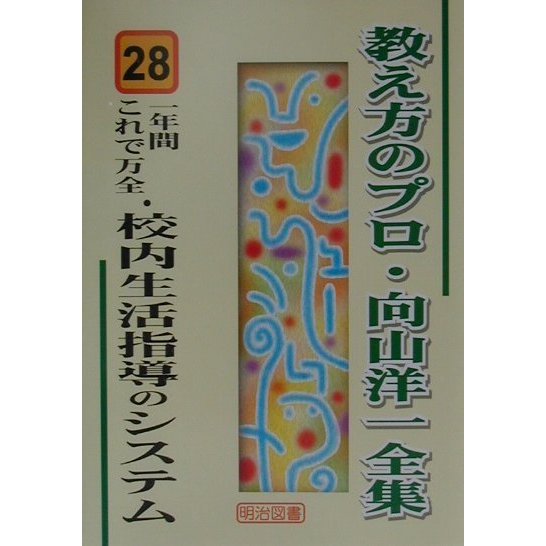 教え方のプロ・向山洋一全集
28
一年間
これで万全・校内生活指導のシステム
明治図書